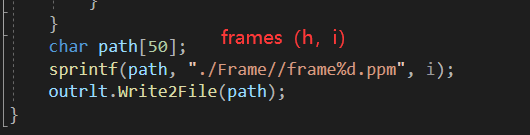 }
}
char path[50];
frames（h，i）
sprintf(path, "./Frame//frame%d.ppm", i);
outrlt.Write2File(path);
}